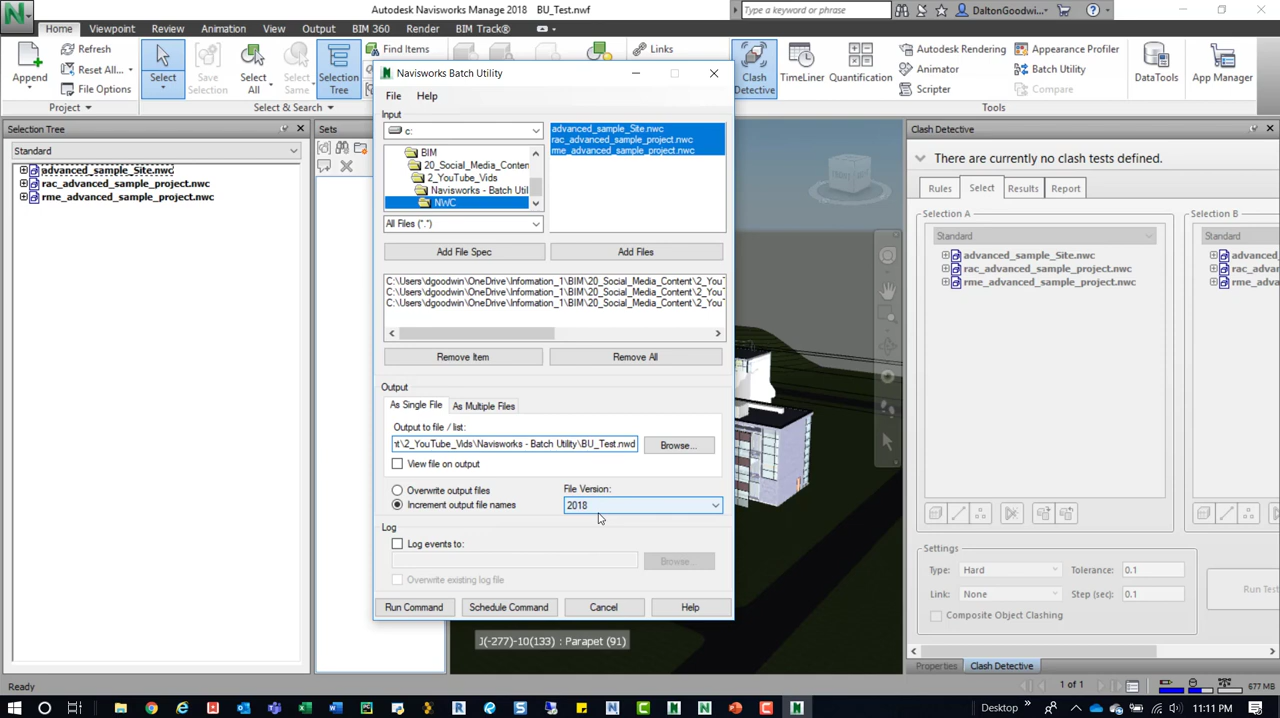 Autodesk Navisworks Manage 2018 BU_Test.nwf
Type a keyword or phrase
DaltonGoodwi...
Home Viewpoint Review Animation View Output BIM 360 Render BIM Track®
Append
Refresh
Reset All...
File Options
Project
Select
Save Selection
Select All
Select Same
Selection Tree
Find Items
Select & Search
Links
Clash Detective
TimeLiner
Quantification
Autodesk Rendering
Animator
Scripter
Appearance Profiler
Batch Utility
Compare
Tools
DataTools
App Manager
Selection Tree
Standard
advanced_sample_Site.nwc
rac_advanced_sample_project.nwc
rme_advanced_sample_project.nwc
Sets
Navisworks Batch Utility
File Help
Input
c:
BIM
20_Social_Media_Conten
2_YouTube_Vids
Navisworks - Batch Util
NWC
All Files (*.*)
advanced_sample_Site.nwc
rac_advanced_sample_project.nwc
rme_advanced_sample_project.nwc
Add File Spec
Add Files
C:\Users\dgoodwin\OneDrive\Information_1\BIM\20_Social_Media_Content\2_You
C:\Users\dgoodwin\OneDrive\Information_1\BIM\20_Social_Media_Content\2_You
C:\Users\dgoodwin\OneDrive\Information_1\BIM\20_Social_Media_Content\2_You
Remove Item
Remove All
Output
As Single File As Multiple Files
Output to file / list:
nt\2_YouTube_Vids\Navisworks - Batch Utility\BU_Test.nwd
Browse...
View file on output
Overwrite output files
Increment output file names
File Version:
2018
Log
Log events to:
Browse...
Overwrite existing log file
Run Command Schedule Command Cancel Help
J(-277)-10(133) : Parapet (91)
Clash Detective
There are currently no clash tests defined.
Rules Select Results Report
Selection A
Standard
advanced_sample_Site.nwc
rac_advanced_sample_project.nwc
rme_advanced_sample_project.nwc
Selection B
Standard
advance
rac_adv
rme_adv
Settings
Type: Hard
Tolerance: 0.1
Link: None
Step (sec): 0.1
Composite Object Clashing
Run Test
Properties Clash Detective
Ready
1 of 1
677 MB
Desktop
11:11 PM